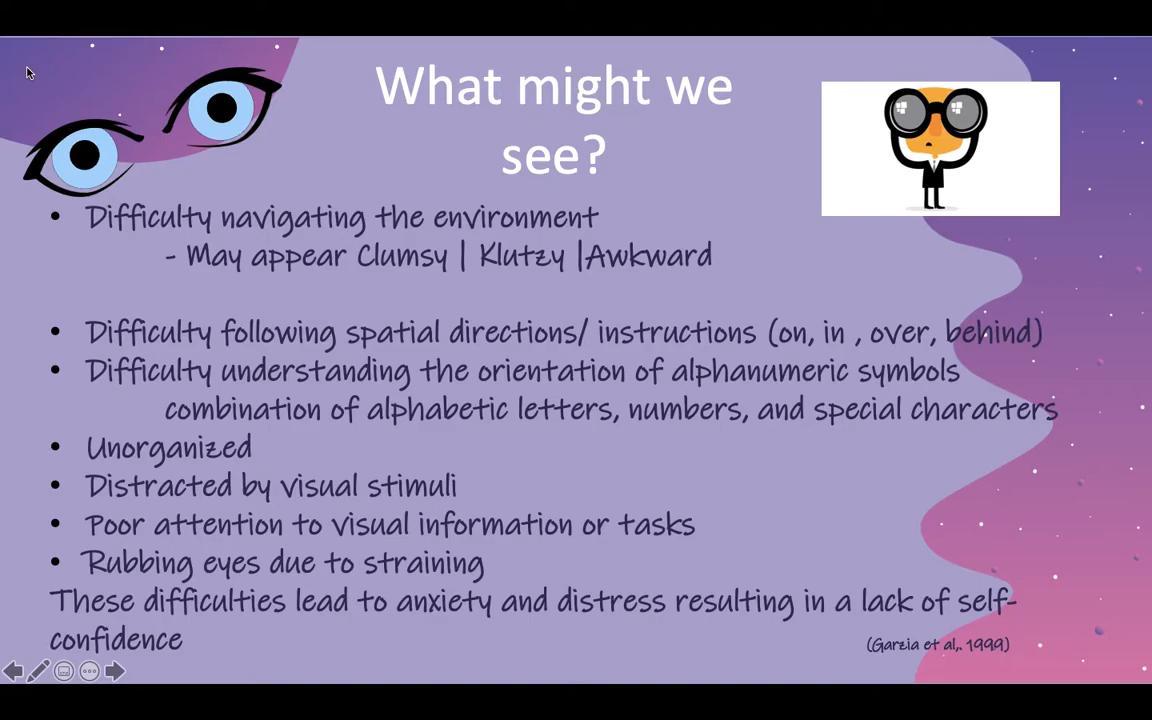 What might we
see?
• Difficulty navigating the environment
- May appear Clumsy | Klutzy |Awkward
• Difficulty following spatial directions/ instructions (on, in , over, behind)
• Difficulty understanding the orientation of alphanumeric symbols
combination of alphabetic letters, numbers, and special characters
• Unorganized
• Distracted by visual stimuli
• Poor attention to visual information or tasks
• Rubbing eyes due to straining
These difficulties lead to anxiety and distress resulting in a lack of self-
confidence
(Garzia et al,. 1999)